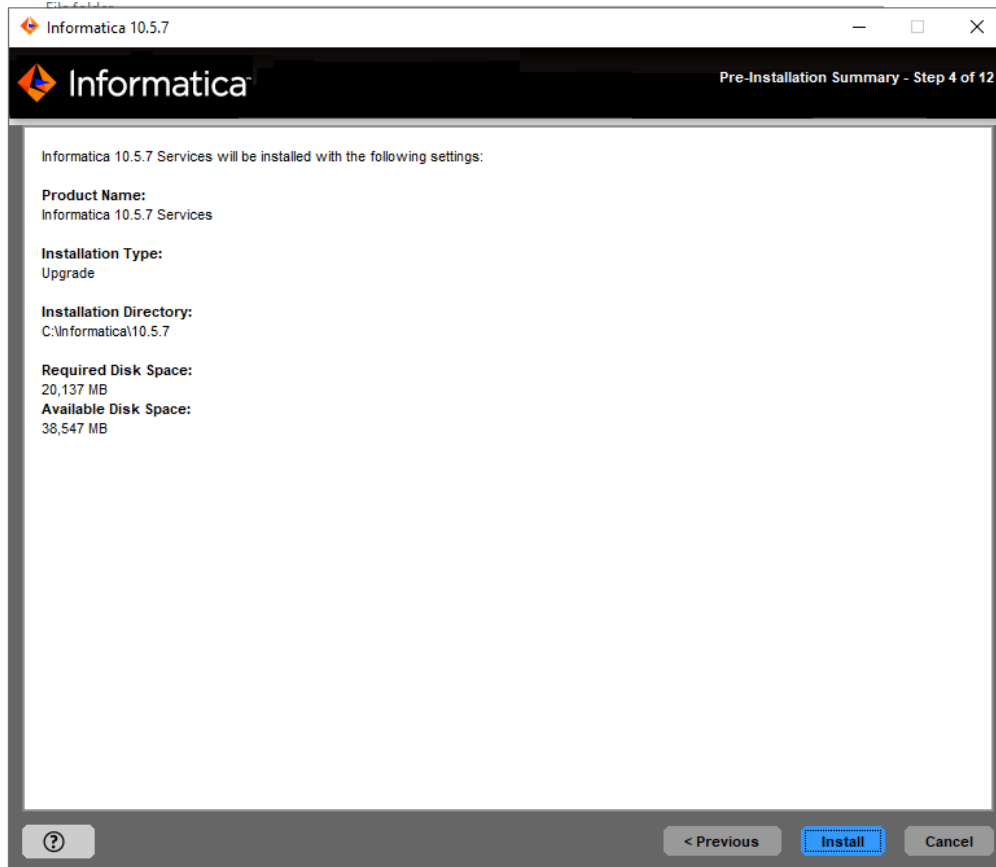 File folder
Informatica 10.5.7
Informatica
Pre-Installation Summary - Step 4 of 12
Informatica 10.5.7 Services will be installed with the following settings:
Product Name:
Informatica 10.5.7 Services
Installation Type:
Upgrade
Installation Directory:
C:\Informatica\10.5.7
Required Disk Space:
20,137 MB
Available Disk Space:
38,547 MB
< Previous
Install
Cancel